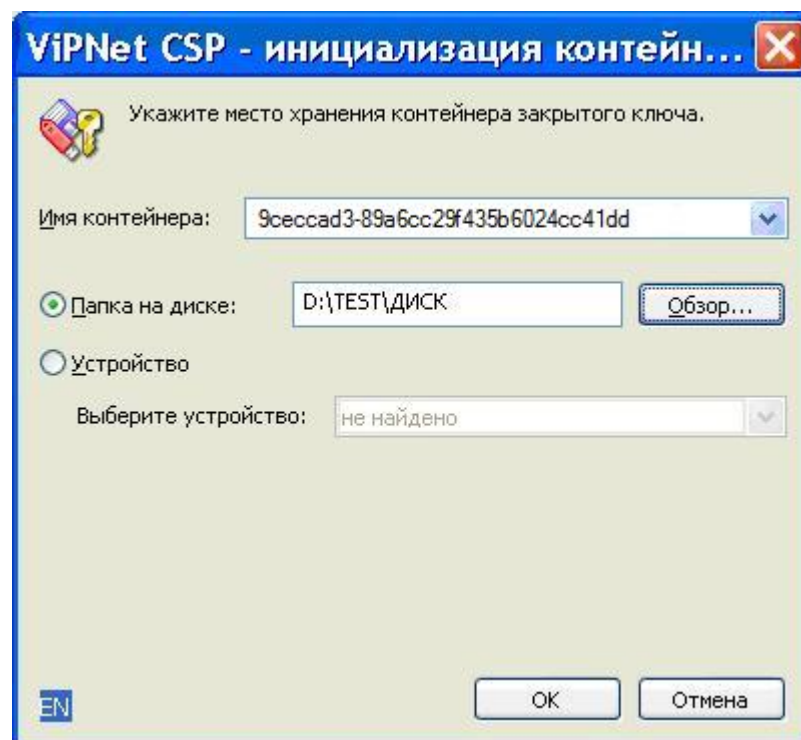 ViPNet CSP - инициализация контейн...
Укажите место хранения контейнера закрытого ключа.
Имя контейнера: 9ceccad3-89a6cc29f435b6024cc41dd
Папка на диске: D:\TEST\ДИСК Обзор...
Устройство
Выберите устройство: не найдено
EN OK Отмена